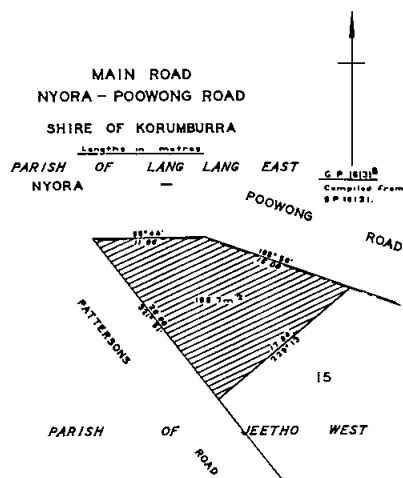 MAIN ROAD
NYORA – POOWONG ROAD
SHIRE OF KORUMBURRA
Lengths in metres
PARISH OF LANG LANG EAST
NYORA –
G P 16131B
Compiled from
S P 16131.
POOWONG ROAD
PATTERSONS
15
PARISH OF JEETHO WEST
ROAD